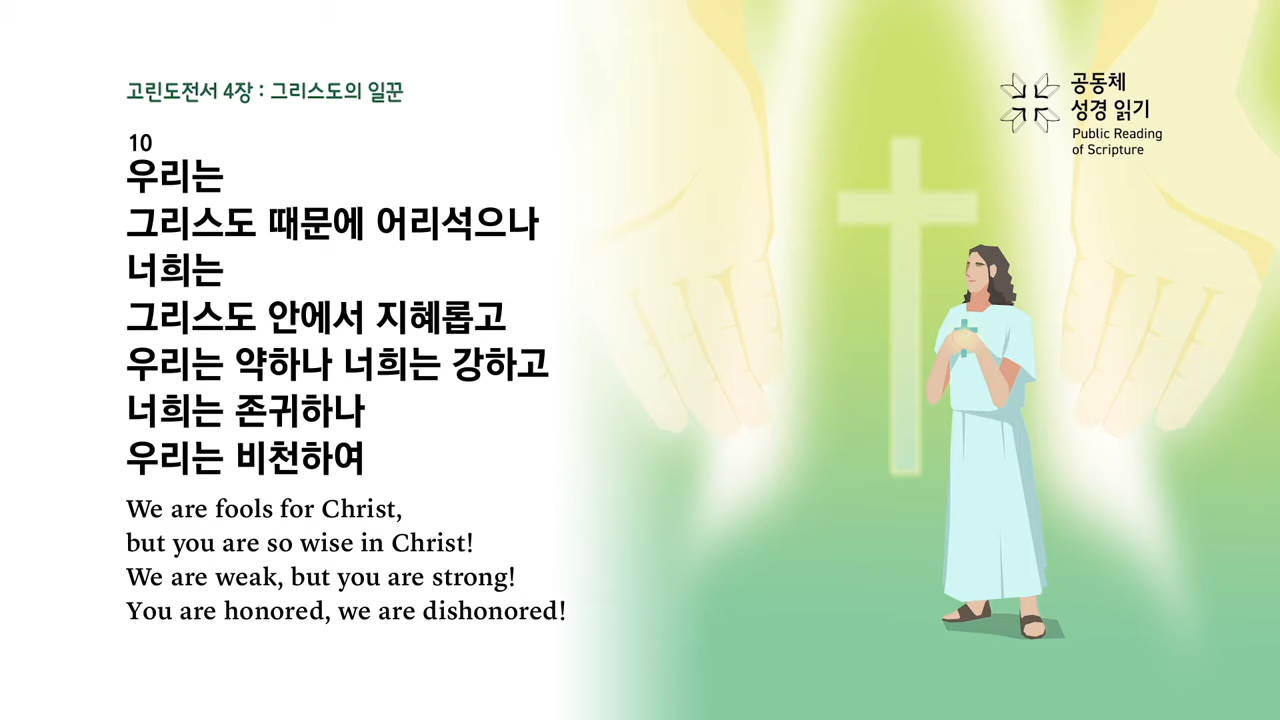 고린도전서 4장 : 그리스도의 일꾼
10
우리는
그리스도 때문에 어리석으나
너희는
그리스도 안에서 지혜롭고
우리는 약하나 너희는 강하고
너희는 존귀하나
우리는 비천하여
We are fools for Christ,
but you are so wise in Christ!
We are weak, but you are strong!
You are honored, we are dishonored!
공동체
성경 읽기
Public Reading
of Scripture